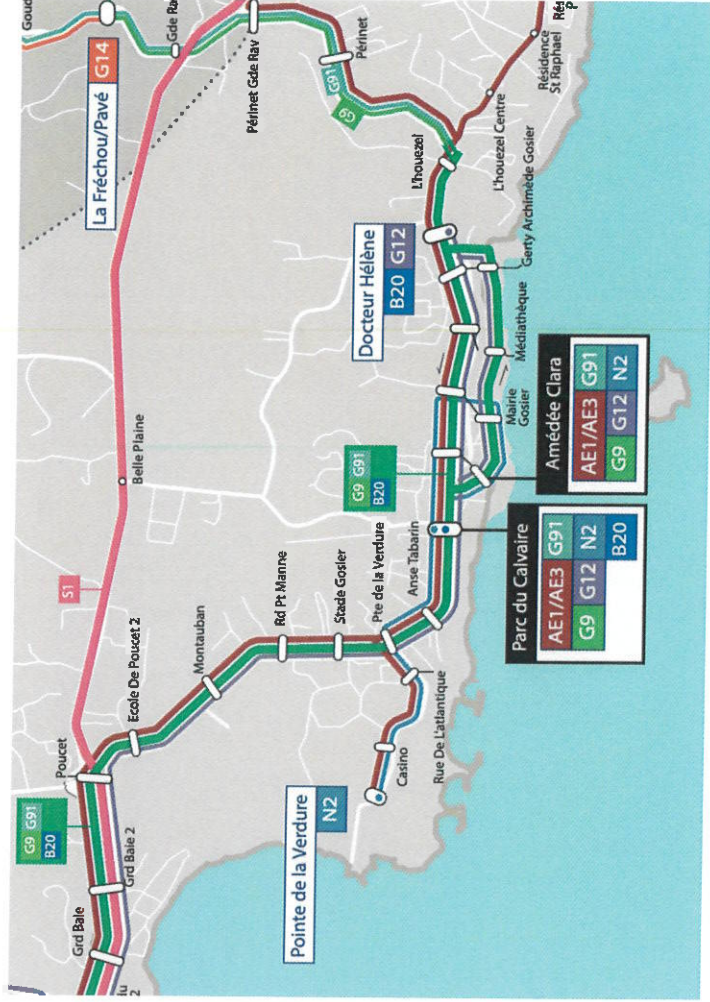 Goud
Gde Ra
La Fréchou/Pavé G14
Périnet Gde Rav
Périnet
G91
G9
L'houezel
L'houezel Centre
Résidence
St Raphael
Gerty Archimède Gosier
Docteur Hélène
B20 G12
Médiathèque
Mairie
Gosier
Amédée Clara
AE1/AE3 G91
G9 G12 N2
G9 G91
B20
Belle Plaine
S1
Anse Tabarin
Parc du Calvaire
AE1/AE3 G91
G9 G12 N2
B20
Pte de la Verdure
Stade Gosier
Rd Pt Manne
Montauban
Ecole De Poucet 2
Poucet
Rue De L'atlantique
Casino
Pointe de la Verdure
N2
G9 G91
B20
Grd Baie 2
Grd Baie
2